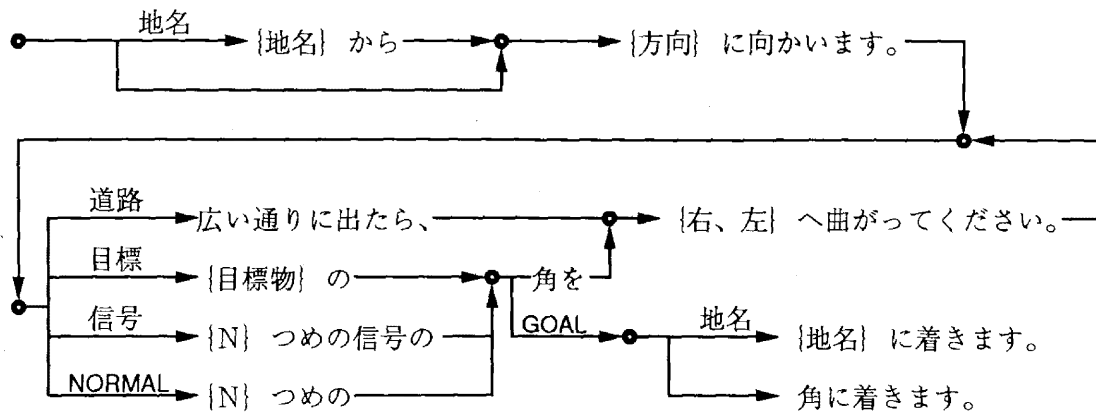 地名
{地名} から {方向} に向かいます。
道路
広い通りに出たら、 {右、左} へ曲がってください。
目標
{目標物} の 角を
信号 GOAL 地名
{N} つめの信号の {地名} に着きます。
NORMAL
{N} つめの 角に着きます。